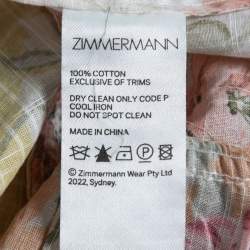 ZIMMERMANN
100% COTTON
EXCLUSIVE OF TRIMS
DRY CLEAN ONLY CODE P
COOL IRON
DO NOT SPOT CLEAN
MADE IN CHINA
P
© Zimmermann Wear Pty Ltd
2022, Sydney.